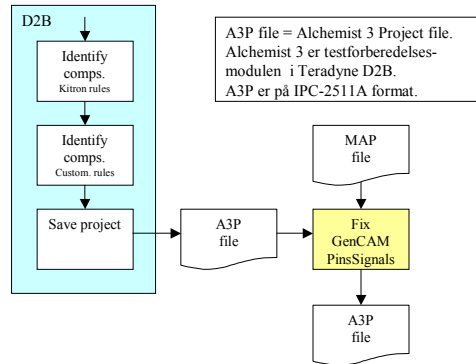 D2B
Identify
comps.
Kitron rules
Identify
comps.
Custom. rules
Save project
A3P file = Alchemist 3 Project file.
Alchemist 3 er testforberedelses-
modulen i Teradyne D2B.
A3P er på IPC-2511A format.
MAP
file
A3P
file
Fix
GenCAM
PinsSignals
A3P
file